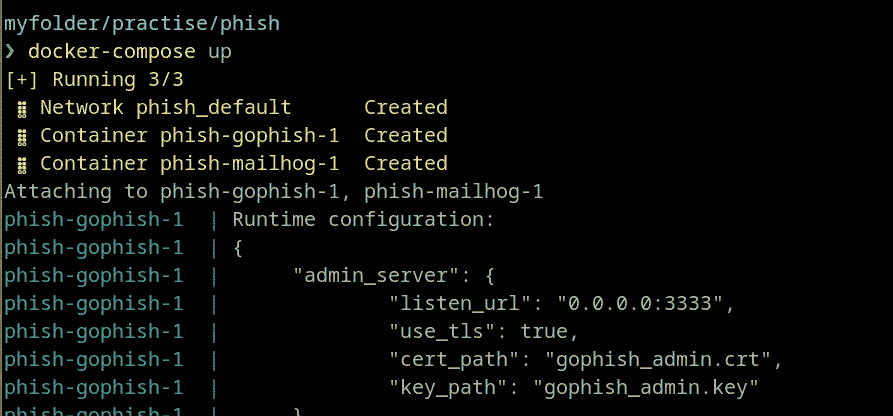 myfolder/practise/phish
❯ docker-compose up
[+] Running 3/3
⣿ Network phish_default      Created
⣿ Container phish-gophish-1  Created
⣿ Container phish-mailhog-1  Created
Attaching to phish-gophish-1, phish-mailhog-1
phish-gophish-1  | Runtime configuration:
phish-gophish-1  | {
phish-gophish-1  |      "admin_server": {
phish-gophish-1  |              "listen_url": "0.0.0.0:3333",
phish-gophish-1  |              "use_tls": true,
phish-gophish-1  |              "cert_path": "gophish_admin.crt",
phish-gophish-1  |              "key_path": "gophish_admin.key"
phish-gophish-1  |      }